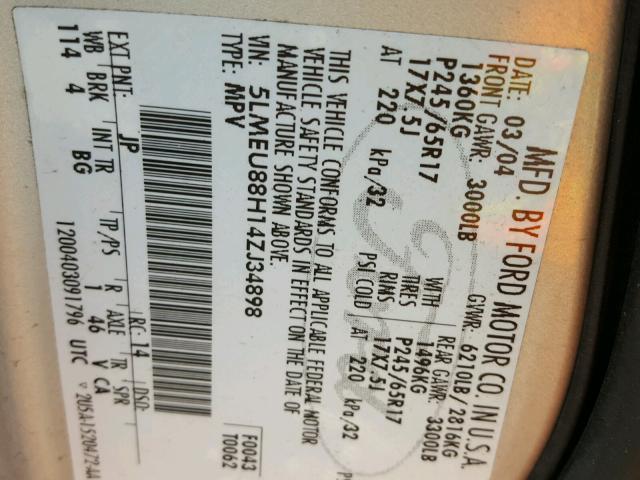 MFD. BY FORD MOTOR CO. IN U.S.A.
DATE: 03/04 GVWR: 6210LB/2816KG
FRONT GAWR: 3000LB REAR GAWR: 3300LB
1360KG WITH 1496KG
P245/65R17 TIRES P245/65R17
17X7.5J RIMS 17X7.5J
AT 220 kPa/32 PSI COLD AT 220 kPa/32
THIS VEHICLE CONFORMS TO ALL APPLICABLE FEDERAL MOTOR
VEHICLE SAFETY STANDARDS IN EFFECT ON THE DATE OF
MANUFACTURE SHOWN ABOVE.
VIN: 5LMEU88H14ZJ34898 F0043
TYPE: MPV T0062
EXT PNT: JP RC: 14 DSO:
WB BRK INT TR TP/PS R AXLE TR SPR
114 4 BG 1 46 V CA
1200403091796 UTC